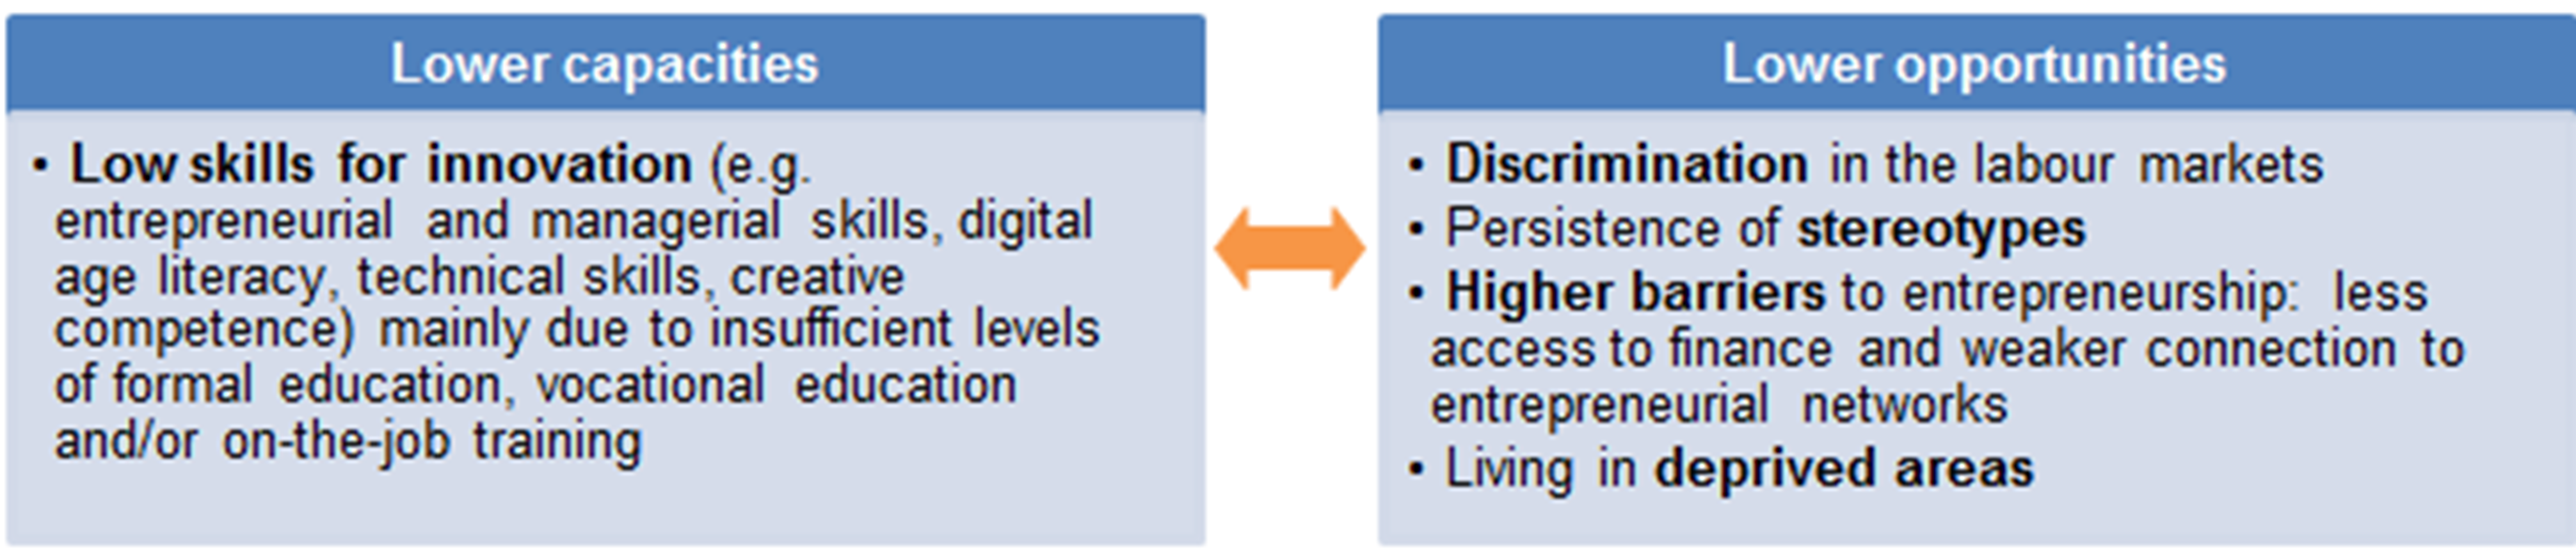 Lower capacities
• Low skills for innovation (e.g.
entrepreneurial and managerial skills, digital
age literacy, technical skills, creative
competence) mainly due to insufficient levels
of formal education, vocational education
and/or on-the-job training
Lower opportunities
• Discrimination in the labour markets
• Persistence of stereotypes
• Higher barriers to entrepreneurship: less
access to finance and weaker connection to
entrepreneurial networks
• Living in deprived areas